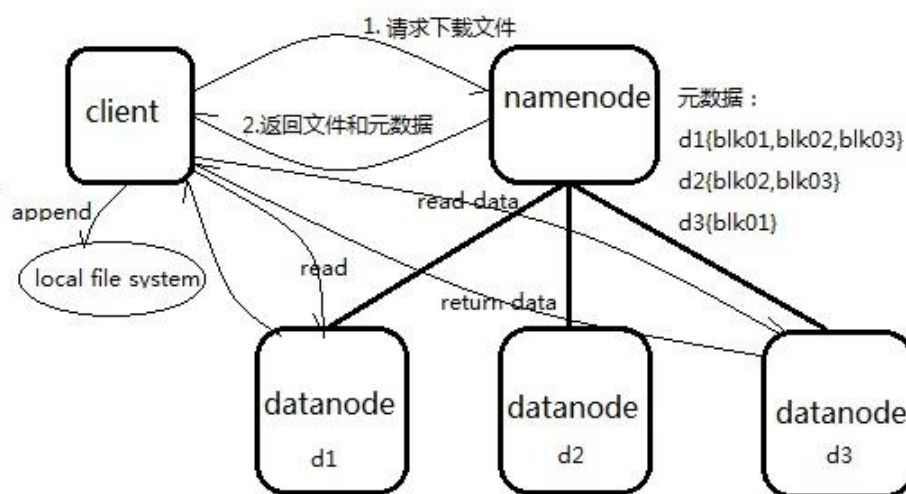 1. 请求下载文件
client
namenode
元数据：
2.返回文件和元数据
d1{blk01,blk02,blk03}
d2{blk02,blk03}
append
read data
d3{blk01}
local file system
read
return data
datanode
datanode
datanode
d1
d2
d3